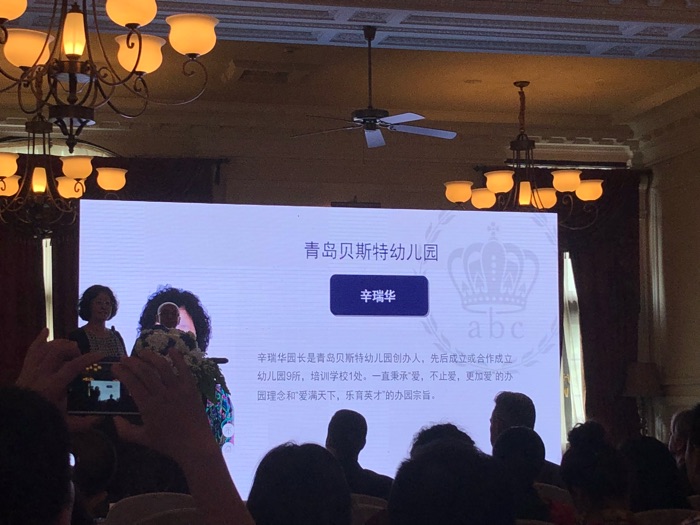 青岛贝斯特幼儿园
辛瑞华
abc
辛瑞华园长是青岛贝斯特幼儿园创办人，先后成立或合作成立
幼儿园9所，培训学校1处。一直秉承“爱，不止爱，更加爱”的办
园理念和“爱满天下，乐育英才”的办园宗旨。